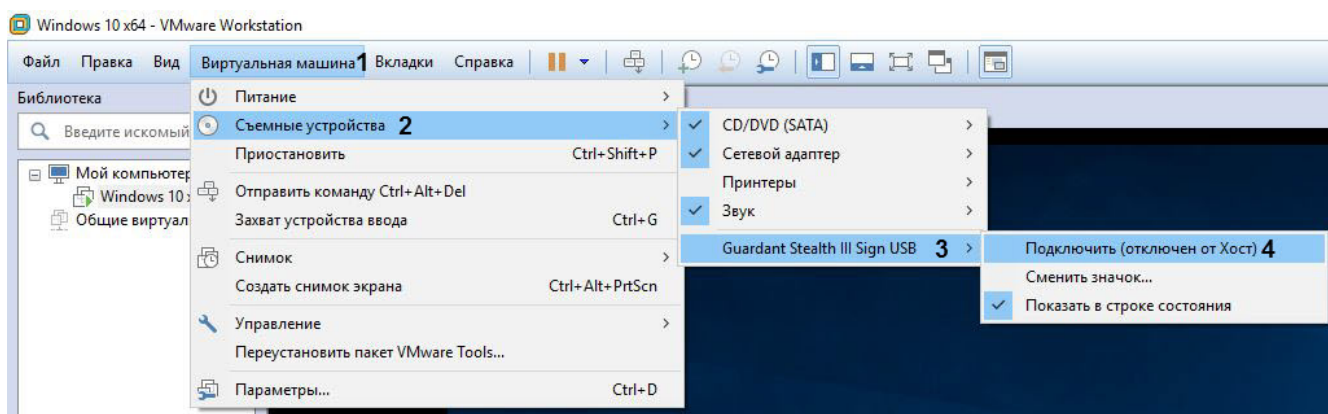 Windows 10 x64 - VMware Workstation
Файл Правка Вид Виртуальная машина 1 Вкладки Справка
Библиотека
Введите искомый
Мой компьютер
Windows 10
Общие виртуал
Питание
Съемные устройства 2
Приостановить Ctrl+Shift+P
Отправить команду Ctrl+Alt+Del
Захват устройства ввода Ctrl+G
Снимок
Создать снимок экрана Ctrl+Alt+PrtScn
Управление
Переустановить пакет VMware Tools...
Параметры... Ctrl+D
CD/DVD (SATA)
Сетевой адаптер
Принтеры
Звук
Guardant Stealth III Sign USB 3
Подключить (отключен от Хост) 4
Сменить значок...
Показать в строке состояния